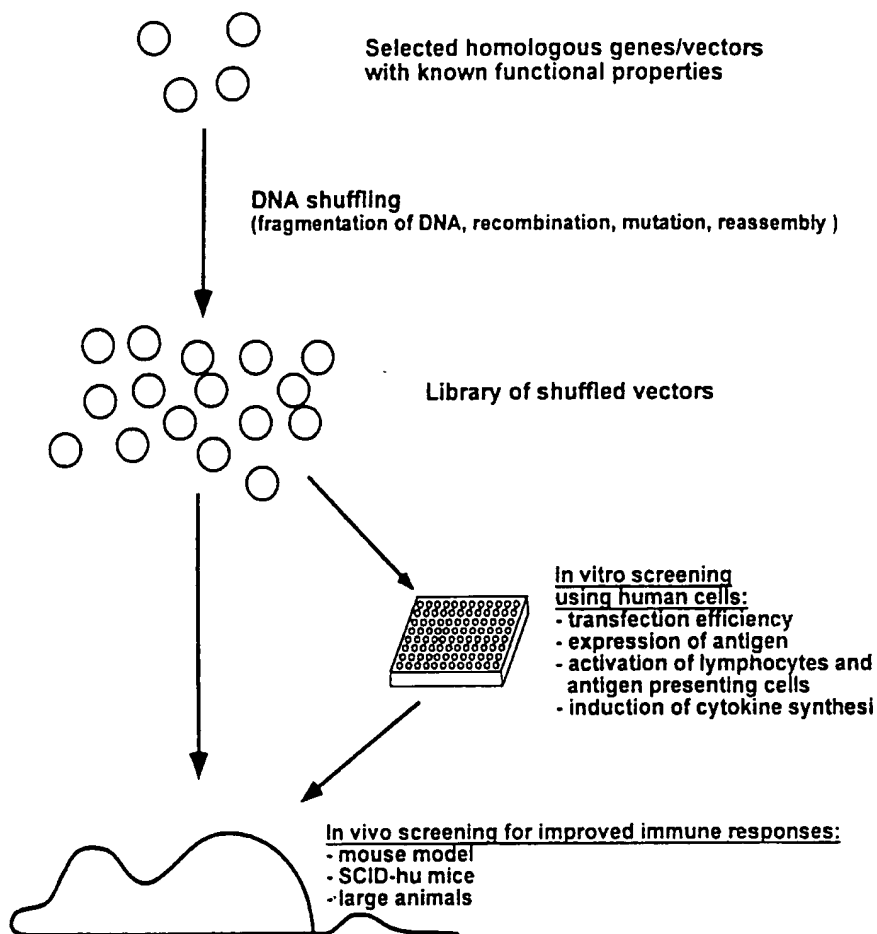 Selected homologous genes/vectors
with known functional properties
DNA shuffling
(fragmentation of DNA, recombination, mutation, reassembly )
Library of shuffled vectors
In vitro screening
using human cells:
- transfection efficiency
- expression of antigen
- activation of lymphocytes and
antigen presenting cells
- induction of cytokine synthesi
In vivo screening for improved immune responses:
- mouse model
- SCID-hu mice
- large animals